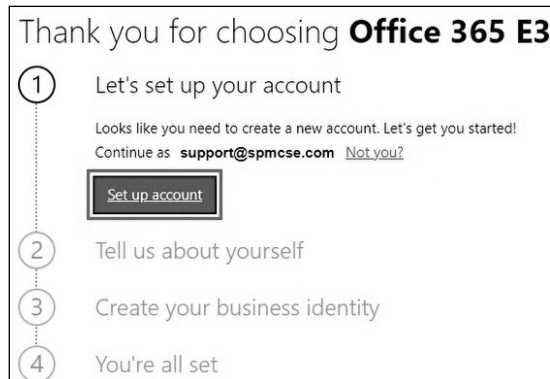 Thank you for choosing Office 365 E3
1 Let's set up your account
Looks like you need to create a new account. Let's get you started!
Continue as support@spmcse.com Not you?
Set up account
2 Tell us about yourself
3 Create your business identity
4 You're all set